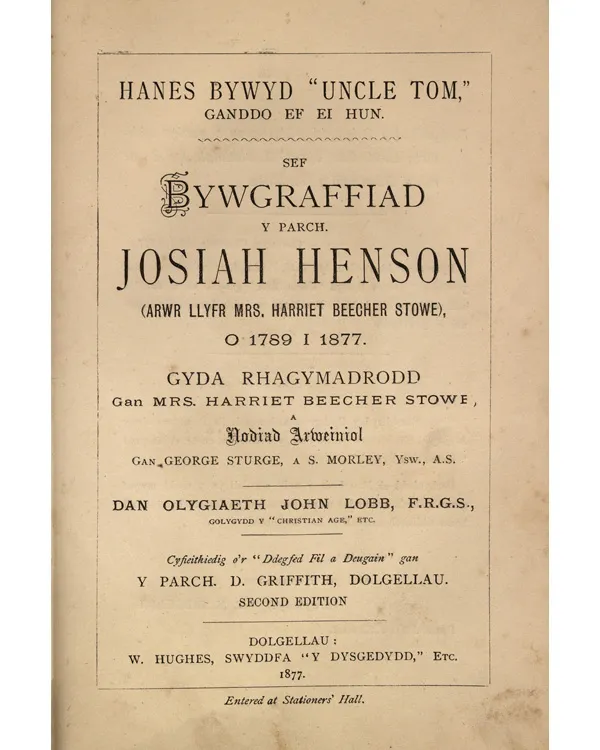 HANES BYWYD "UNCLE TOM,"
GANDDO EF EI HUN.
SEF
BYWGRAFFIAD
Y PARCH.
JOSIAH HENSON
(ARWR LLYFR MRS. HARRIET BEECHER STOWE),
O 1789 I 1877.
GYDA RHAGYMADRODD
Gan MRS. HARRIET BEECHER STOWE,
A
Nodiad Arweiniol
GAN GEORGE STURGE, A S. MORLEY, YSW., A.S.
DAN OLYGIAETH JOHN LOBB, F.R.G.S.,
GOLYGYDD Y "CHRISTIAN AGE," ETC.
Cyfieithiedig o'r "Ddegfed Fil a Deugain" gan
Y PARCH. D. GRIFFITH, DOLGELLAU.
SECOND EDITION
DOLGELLAU:
W. HUGHES, SWYDDFA "Y DYSGEDYDD," ETC.
1877.
Entered at Stationers' Hall.